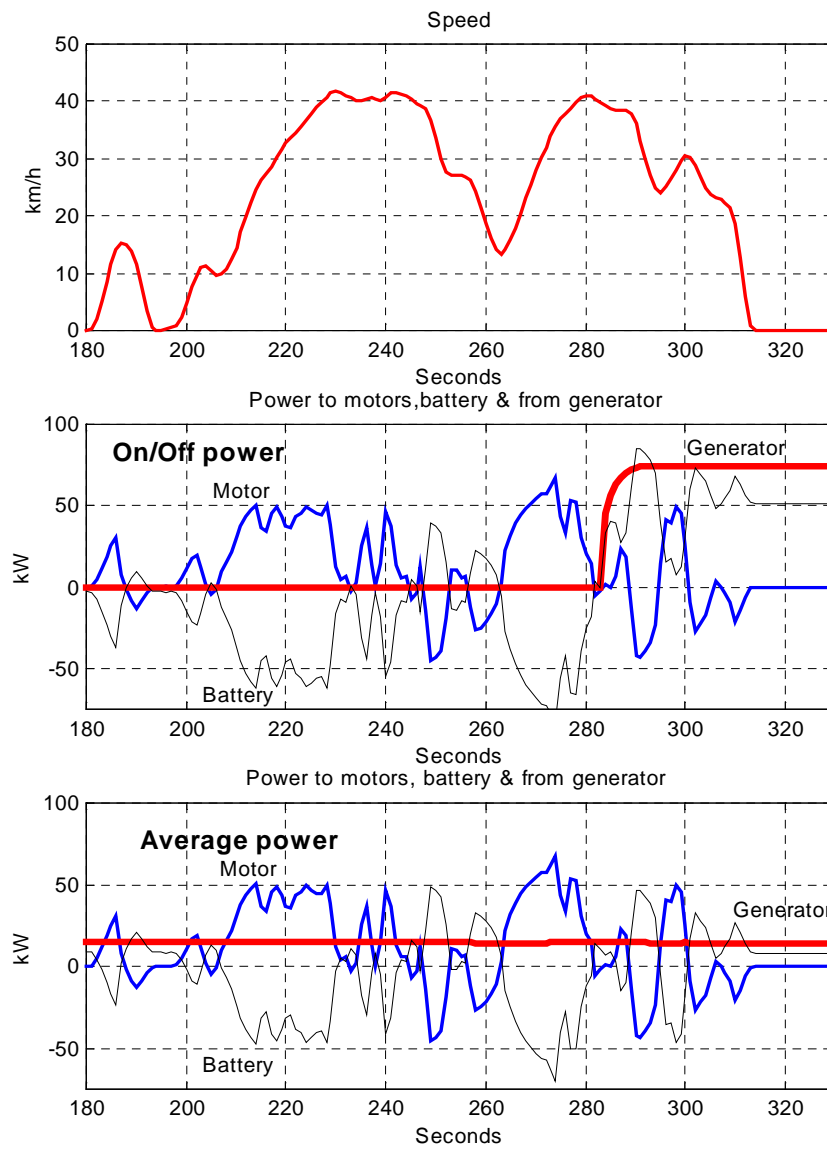 Speed
50
40
30
20
10
0
km/h
180 200 220 240 260 280 300 320
Seconds
Power to motors,battery & from generator
100
50
0
-50
kW
On/Off power
Generator
Motor
Battery
180 200 220 240 260 280 300 320
Seconds
Power to motors, battery & from generator
100
50
0
-50
kW
Average power
Motor
Generator
Battery
180 200 220 240 260 280 300 320
Seconds